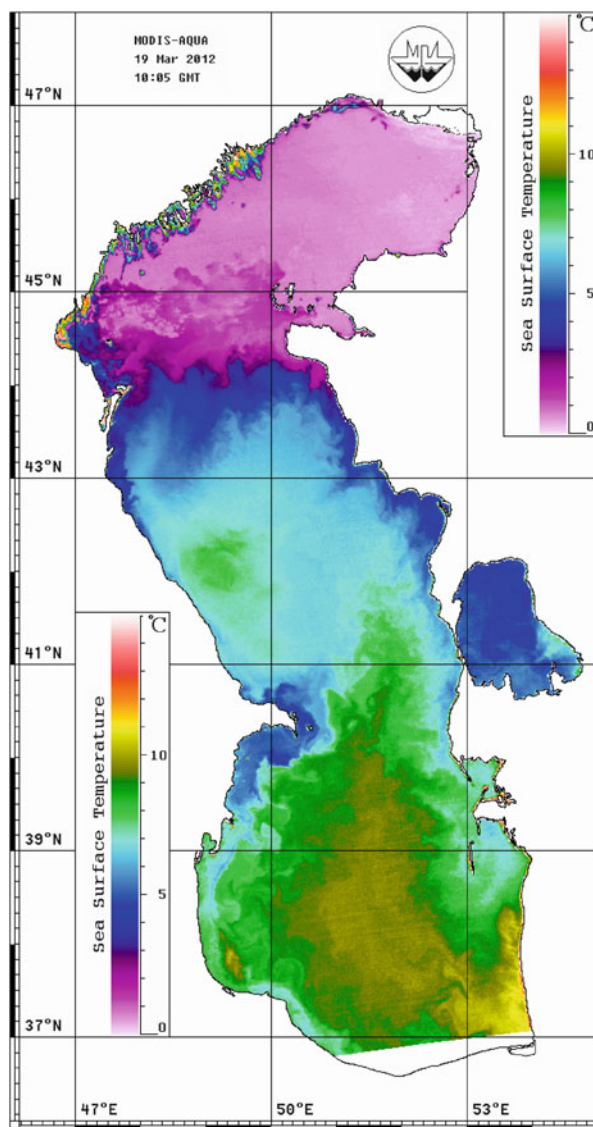 MODIS-AQUA
19 Mar 2012
10:05 GMT
°C
Sea Surface Temperature
10
5
0
47°N
45°N
43°N
41°N
39°N
37°N
°C
Sea Surface Temperature
10
5
0
47°E
50°E
53°E